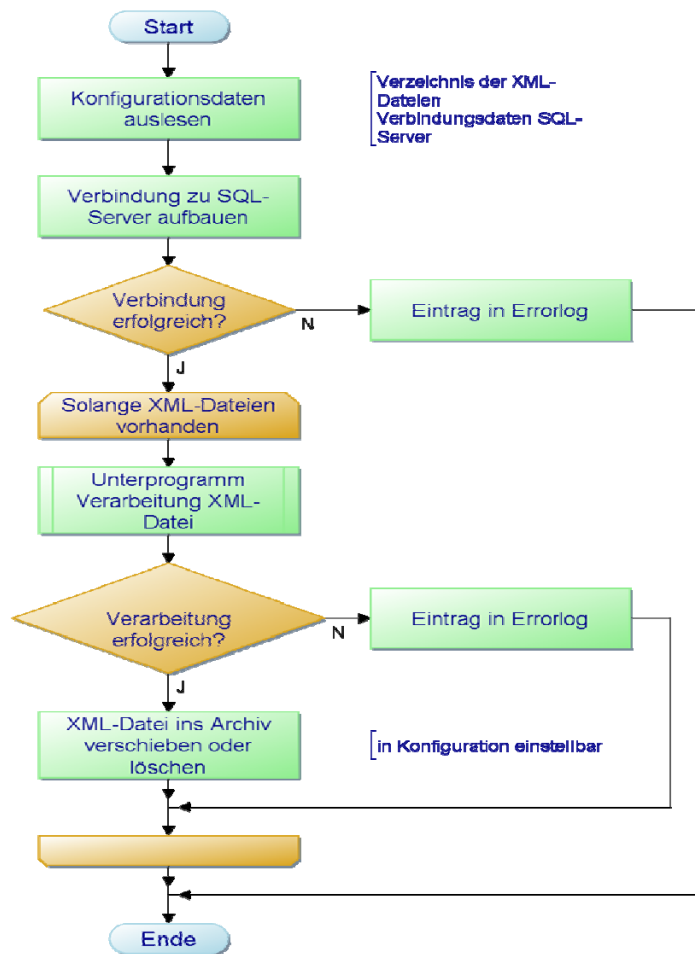 Start
Konfigurationsdaten
auslesen
Verzeichnis der XML-
Dateien
Verbindungsdaten SQL-
Server
Verbindung zu SQL-
Server aufbauen
Verbindung
erfolgreich?
N
Eintrag in Errorlog
J
Solange XML-Dateien
vorhanden
Unterprogramm
Verarbeitung XML-
Datei
Verarbeitung
erfolgreich?
N
Eintrag in Errorlog
J
XML-Datei ins Archiv
verschieben oder
löschen
in Konfiguration einstellbar
Ende